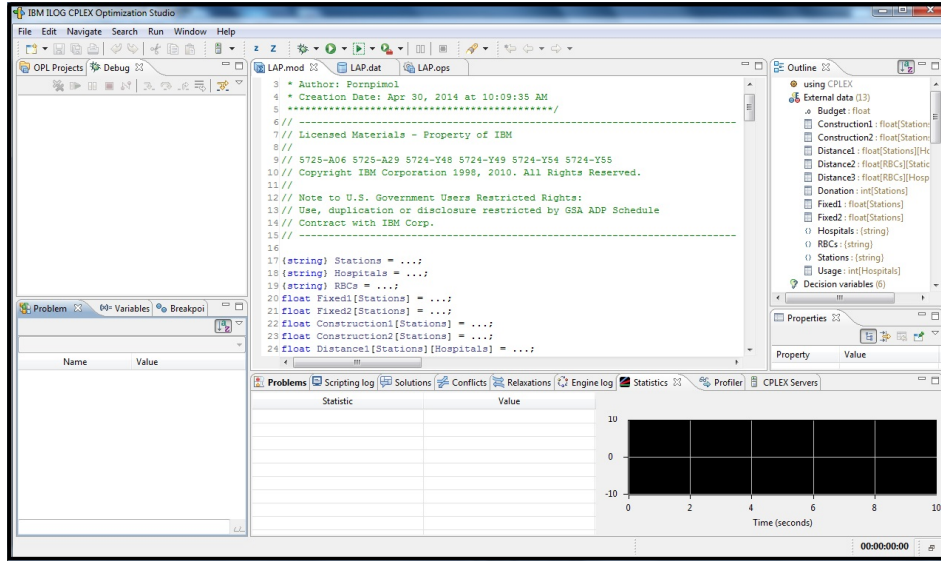 IBM ILOG CPLEX Optimization Studio
File Edit Navigate Search Run Window Help
OPL Projects Debug
LAP.mod LAP.dat LAP.ops
3 * Author: Pornpimol
4 * Creation Date: Apr 30, 2014 at 10:09:35 AM
5 *********************************************/
6// --------------------------------------------------------------------------
7// Licensed Materials - Property of IBM
8//
9// 5725-A06 5725-A29 5724-Y48 5724-Y49 5724-Y54 5724-Y55
10// Copyright IBM Corporation 1998, 2010. All Rights Reserved.
11//
12// Note to U.S. Government Users Restricted Rights:
13// Use, duplication or disclosure restricted by GSA ADP Schedule
14// Contract with IBM Corp.
15// --------------------------------------------------------------------------
16
17 {string} Stations = ...;
18 {string} Hospitals = ...;
19 {string} RBCs = ...;
20 float Fixed1[Stations] = ...;
21 float Fixed2[Stations] = ...;
22 float Construction1[Stations] = ...;
23 float Construction2[Stations] = ...;
24 float Distance1[Stations][Hospitals] = ...;
Outline
using CPLEX
External data (13)
Budget : float
Construction1 : float[Station
Construction2 : float[Station
Distance1 : float[Stations][Ho
Distance2 : float[RBCs][Static
Distance3 : float[RBCs][Hosp
Donation : int[Stations]
Fixed1 : float[Stations]
Fixed2 : float[Stations]
Hospitals : {string}
RBCs : {string}
Stations : {string}
Usage : int[Hospitals]
Decision variables (6)
Problem Variables Breakpoi
Name Value
Properties
Property Value
Problems Scripting log Solutions Conflicts Relaxations Engine log Statistics Profiler CPLEX Servers
Statistic Value
10
0
-10
0 2 4 6 8 10
Time (seconds)
00:00:00:00